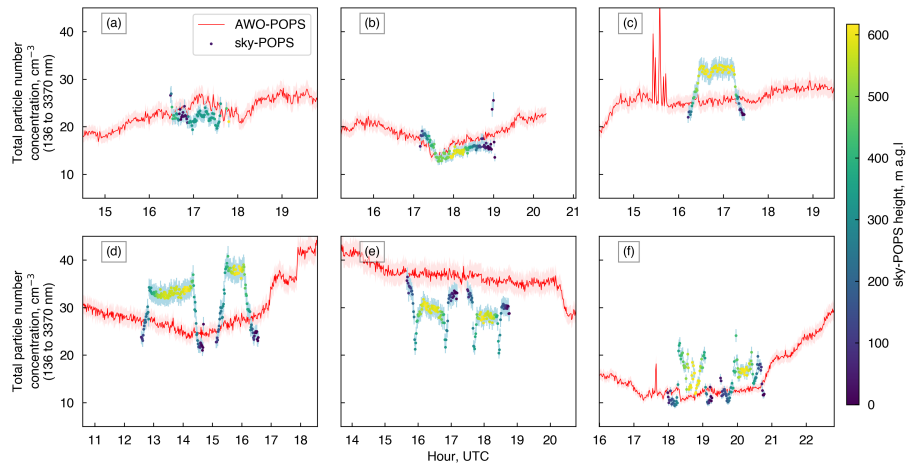 (a)
AWO-POPS
sky-POPS
(b)
(c)
Total particle number
concentration, cm−3
(136 to 3370 nm)
40
30
20
10
14 15 16 17 18 19
16 17 18 19 20 21
15 16 17 18 19
(d)
(e)
(f)
Total particle number
concentration, cm−3
(136 to 3370 nm)
40
30
20
10
11 12 13 14 15 16 17 18
14 15 16 17 18 19 20
16 17 18 19 20 21 22
Hour, UTC
600
500
400
300
200
100
0
sky-POPS height, m a.g.l